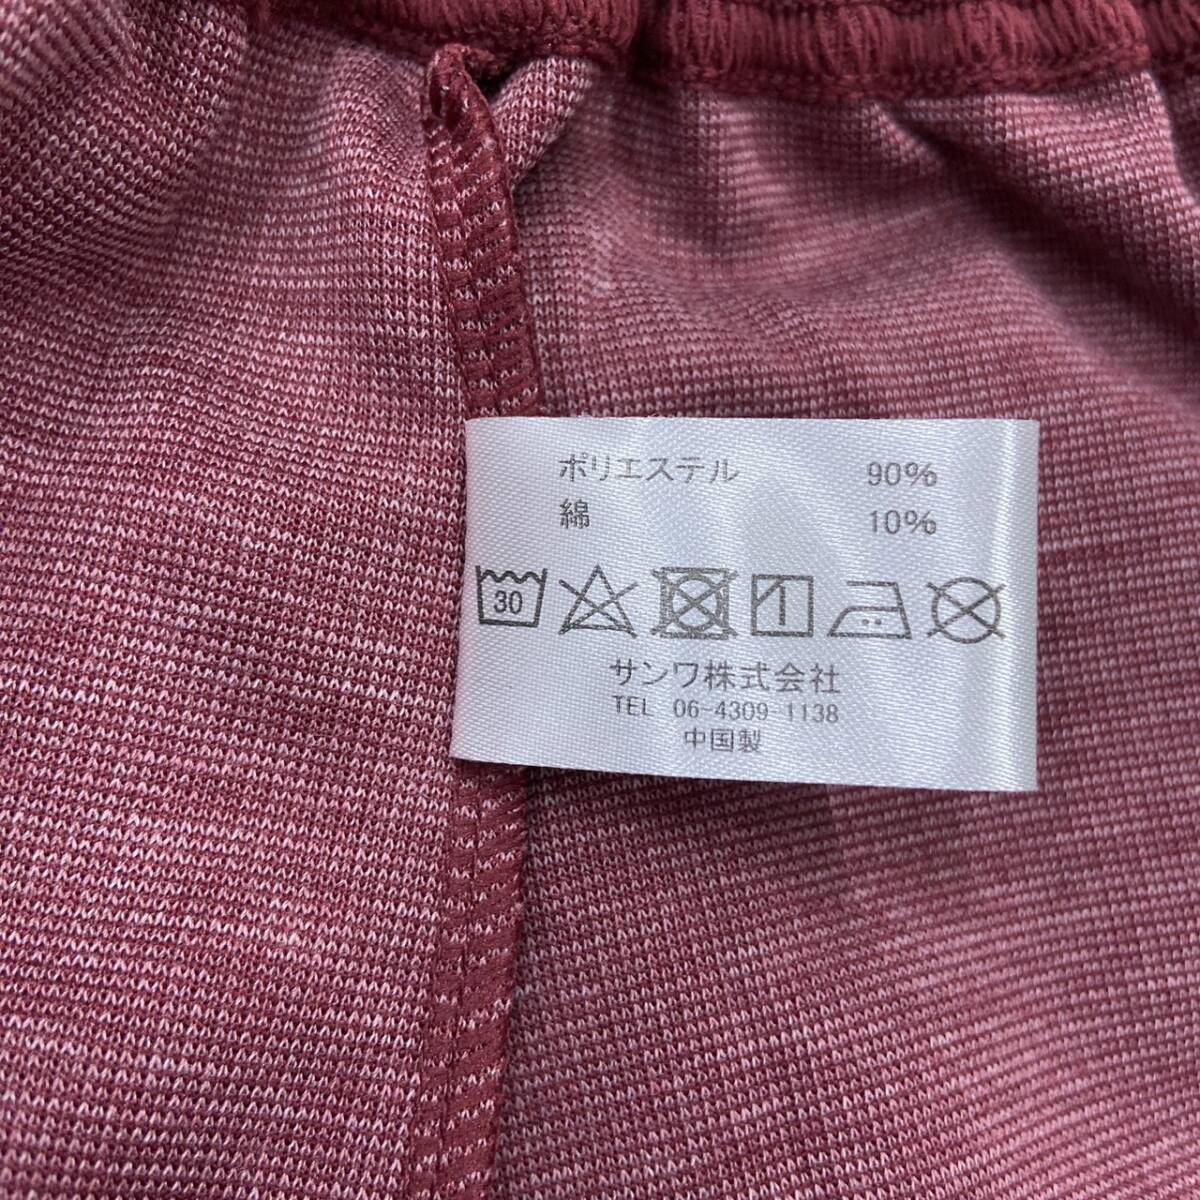 ポリエステル 90%
綿 10%
30
サンワ株式会社
TEL 06-4309-1138
中国製